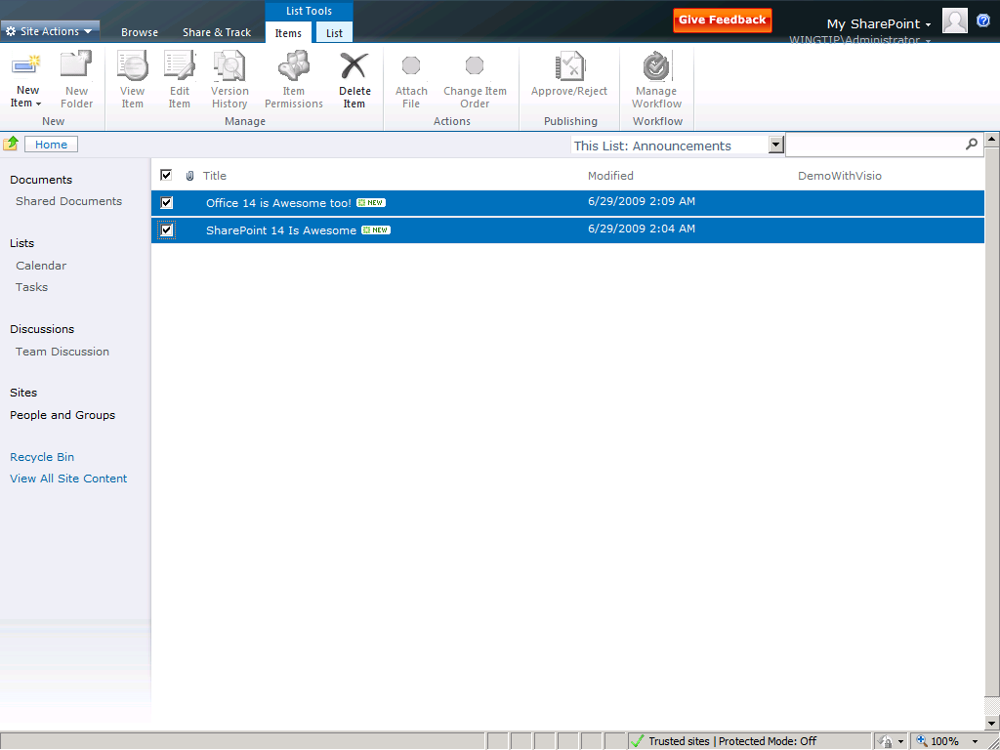 List Tools
Site Actions
Browse
Share & Track
Items
List
Give Feedback
My SharePoint
WINGTIP\Administrator
New Item
New Folder
New
View Item
Edit Item
Version History
Item Permissions
Delete Item
Manage
Attach File
Change Item Order
Actions
Approve/Reject
Publishing
Manage Workflow
Workflow
Home
This List: Announcements
Documents
Shared Documents
Lists
Calendar
Tasks
Discussions
Team Discussion
Sites
People and Groups
Recycle Bin
View All Site Content
Title Modified DemoWithVisio
Office 14 is Awesome too! NEW 6/29/2009 2:09 AM
SharePoint 14 Is Awesome NEW 6/29/2009 2:04 AM
Trusted sites | Protected Mode: Off
100%